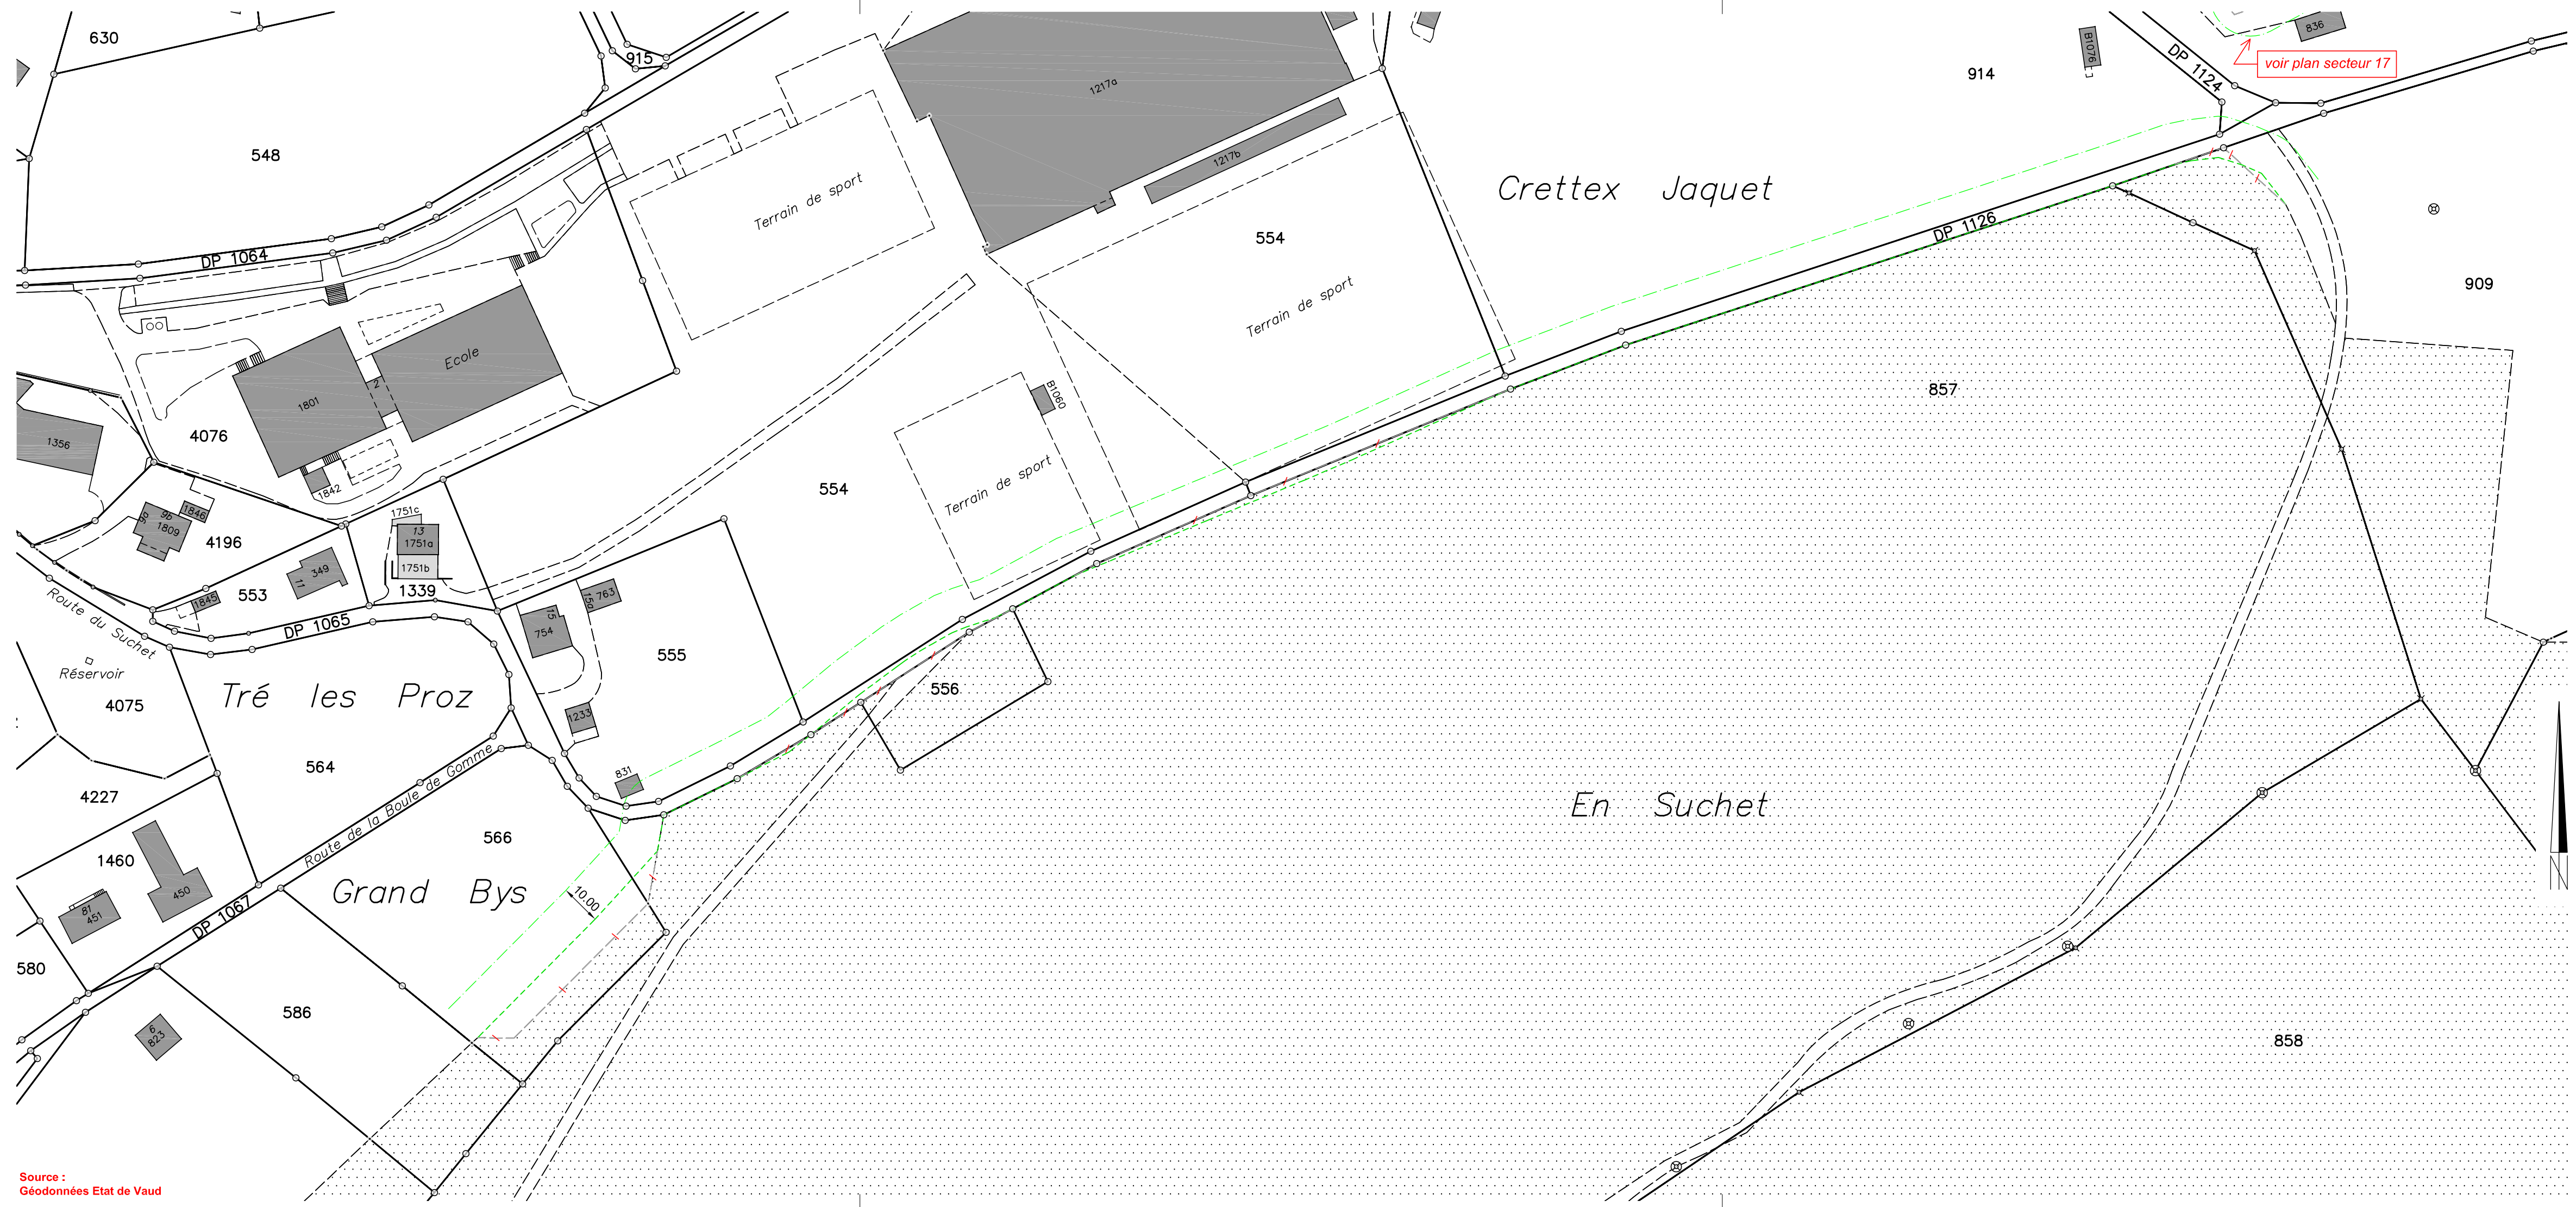 630
915
548
DP 1064
1217a
1217b
Terrain de sport
554
Terrain de sport
Crettex Jaquet
914
B1076
DP 1124
836
voir plan secteur 17
DP 1126
909
857
Ecole
2
1801
4076
1842
1356
9b
1809
9a
1846
4196
1751c
13
1751a
1751b
1339
349
11
553
1845
DP 1065
Route du Suchet
Réservoir
4075
Tré les Proz
564
4227
1460
450
81
451
580
DP 1067
Route de la Boule de Gomme
566
Grand Bys
586
6
823
10.00
B1060
554
Terrain de sport
763
15a
15
754
555
1233
831
556
En Suchet
858
N
Source :
Géodonnées Etat de Vaud